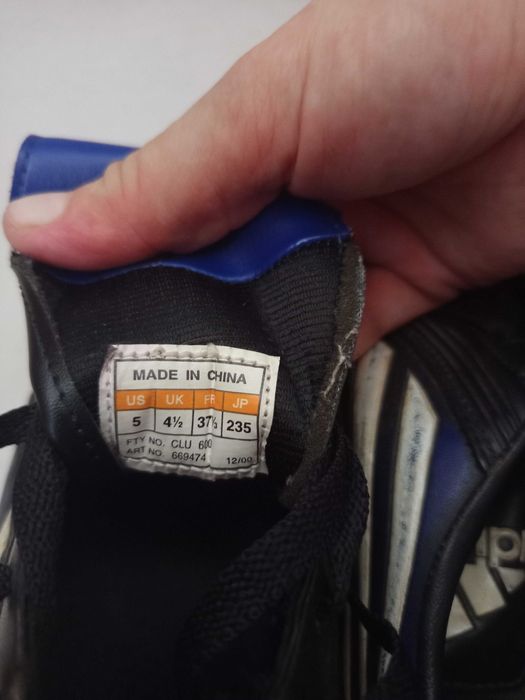 MADE IN CHINA
US UK FR JP
5 4½ 37⅓ 235
FTY NO. CLU 600
ART NO. 669474 12/00